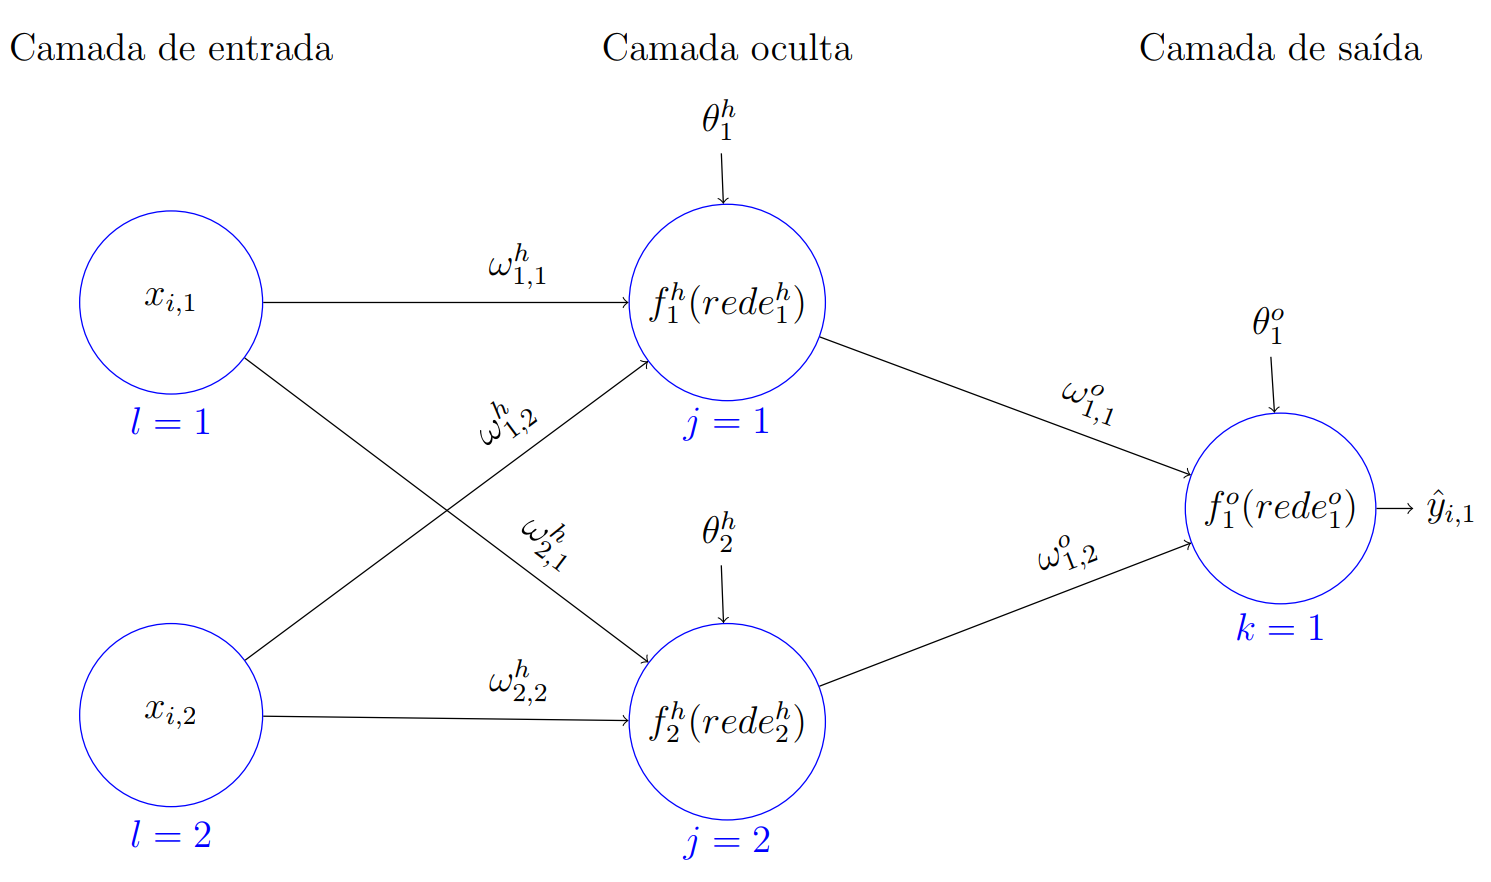 Camada de entrada
Camada oculta
Camada de saída
θ₁ʰ
x_{i,1}
ω^h_{1,1}
f^h_1(rede^h_1)
θ^o_1
l = 1
ω^h_{1,2}
j = 1
ω^o_{1,1}
ω^h_{2,1}
θ^h_2
f^o_1(rede^o_1)
ŷ_{i,1}
ω^o_{1,2}
k = 1
x_{i,2}
ω^h_{2,2}
f^h_2(rede^h_2)
l = 2
j = 2